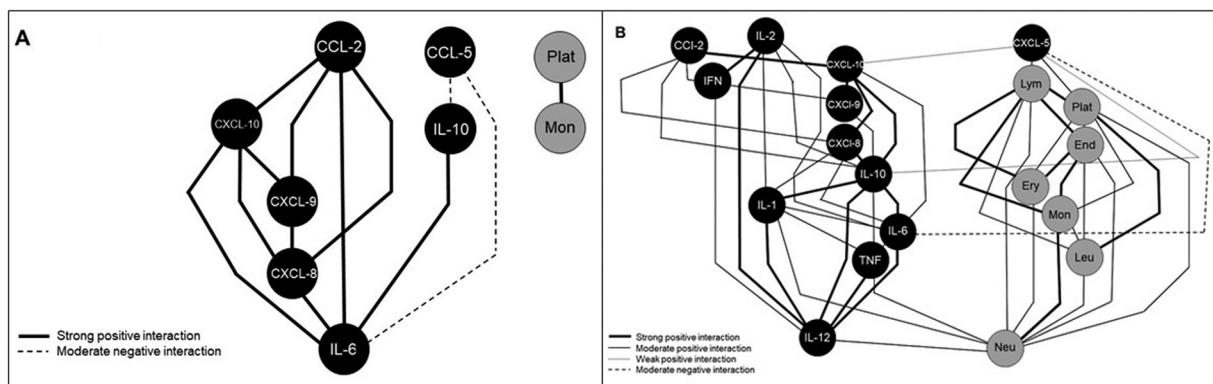 A
CCL-2
CCL-5
Plat
CXCL-10
IL-10
Mon
CXCL-9
CXCL-8
IL-6
Strong positive interaction
Moderate negative interaction
B
CCI-2
IL-2
CXCL-10
CXCL-5
IFN
Lym
CXCI-9
Plat
CXCI-8
End
IL-10
Ery
IL-1
Mon
IL-6
TNF
Leu
IL-12
Neu
Strong positive interaction
Moderate positive interaction
Weak positive interaction
Moderate negative interaction